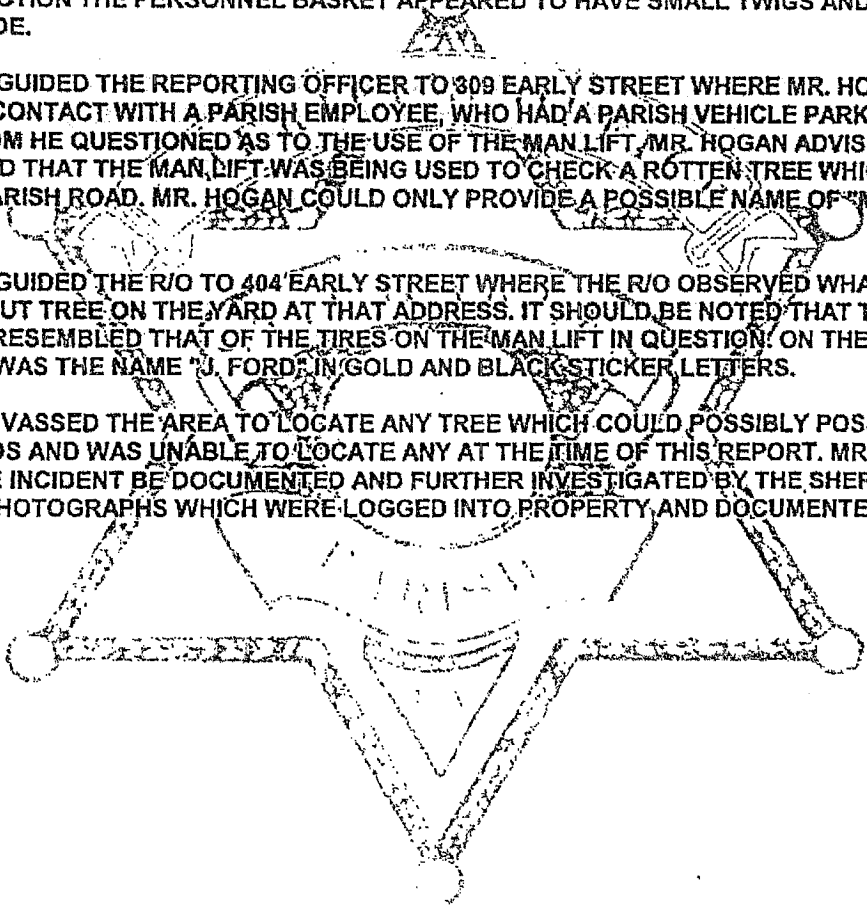 CTION THE PERSONNEL BASKET APPEARED TO HAVE SMALL TWIGS AND
DE.
GUIDED THE REPORTING OFFICER TO 309 EARLY STREET WHERE MR. HO
CONTACT WITH A PARISH EMPLOYEE, WHO HAD A PARISH VEHICLE PARK
OM HE QUESTIONED AS TO THE USE OF THE MAN LIFT. MR. HOGAN ADVIS
D THAT THE MAN LIFT WAS BEING USED TO CHECK A ROTTEN TREE WHI
ARISH ROAD. MR. HOGAN COULD ONLY PROVIDE A POSSIBLE NAME OF "M
GUIDED THE R/O TO 404 EARLY STREET WHERE THE R/O OBSERVED WHA
UT TREE ON THE YARD AT THAT ADDRESS. IT SHOULD BE NOTED THAT T
RESEMBLED THAT OF THE TIRES ON THE MAN LIFT IN QUESTION. ON THE
WAS THE NAME "J. FORD" IN GOLD AND BLACK STICKER LETTERS.
VASSED THE AREA TO LOCATE ANY TREE WHICH COULD POSSIBLY POS
DS AND WAS UNABLE TO LOCATE ANY AT THE TIME OF THIS REPORT. MR
E INCIDENT BE DOCUMENTED AND FURTHER INVESTIGATED BY THE SHER
HOTOGRAPHS WHICH WERE LOGGED INTO PROPERTY AND DOCUMENTE